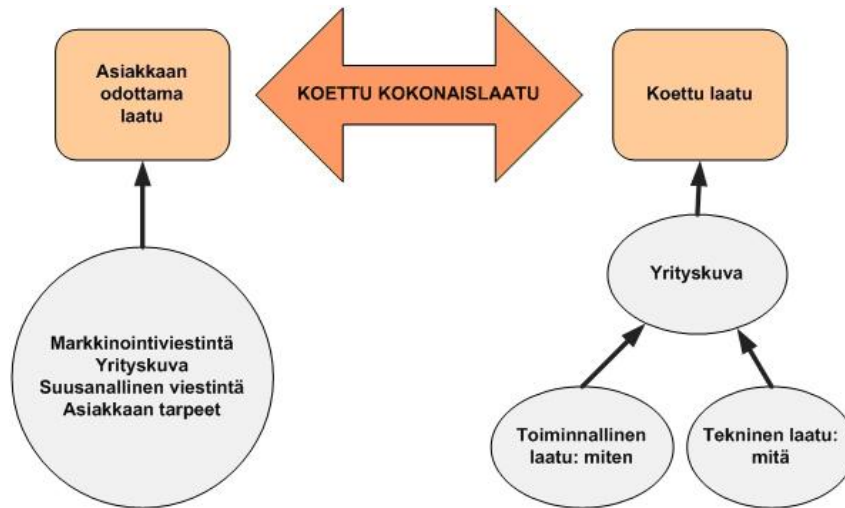 Asiakkaan
odottama
laatu
KOETTU KOKONAISLAATU
Koettu laatu
Yrityskuva
Markkinointiviestintä
Yrityskuva
Suusanallinen viestintä
Asiakkaan tarpeet
Toiminnallinen
laatu: miten
Tekninen laatu:
mitä